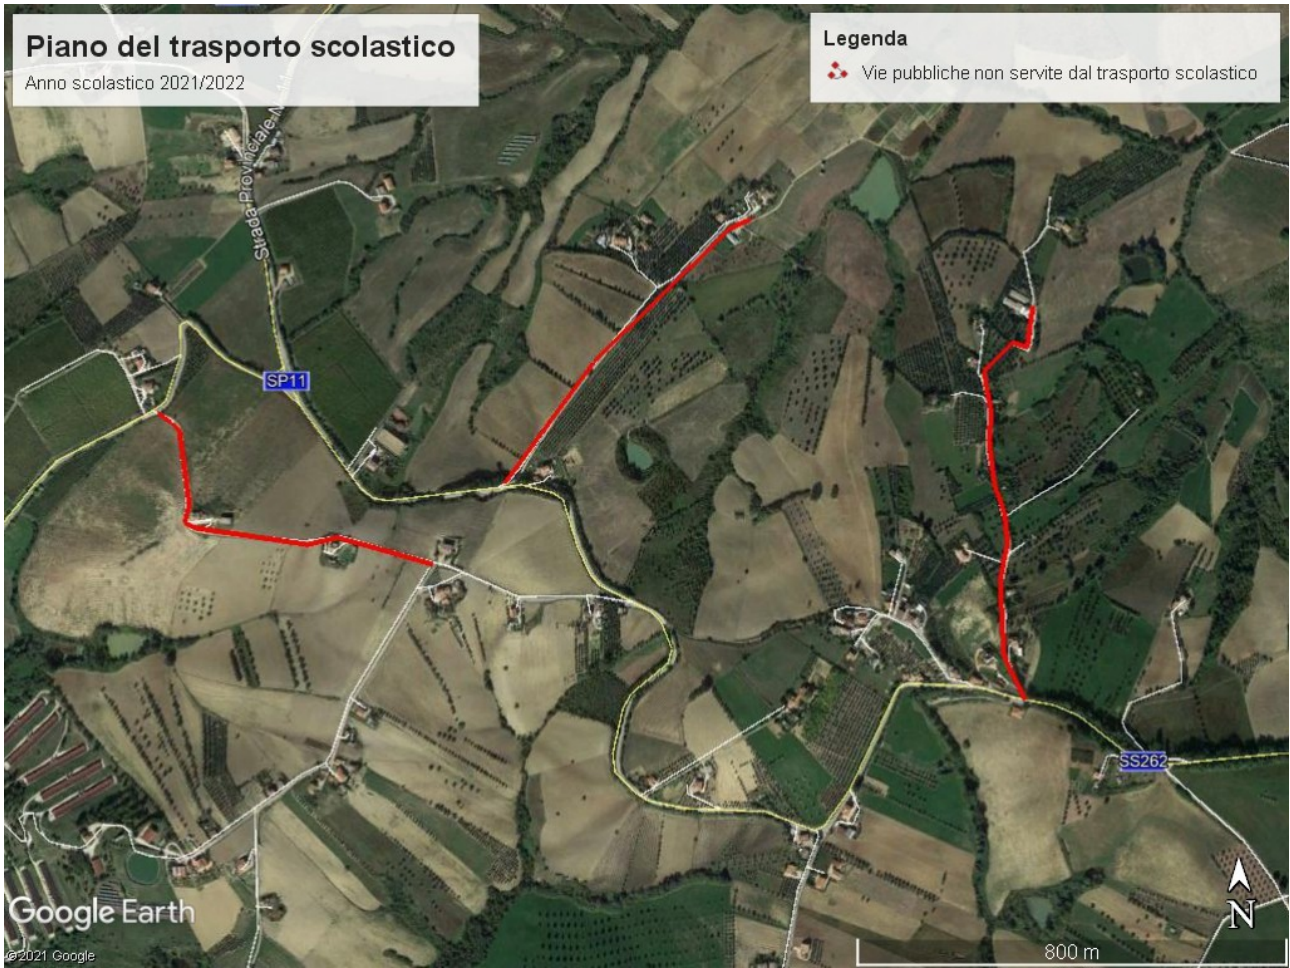 Piano del trasporto scolastico
Anno scolastico 2021/2022
Legenda
Vie pubbliche non servite dal trasporto scolastico
Strada Provinciale N.
SP11
SS262
Google Earth
©2021 Google
800 m
N